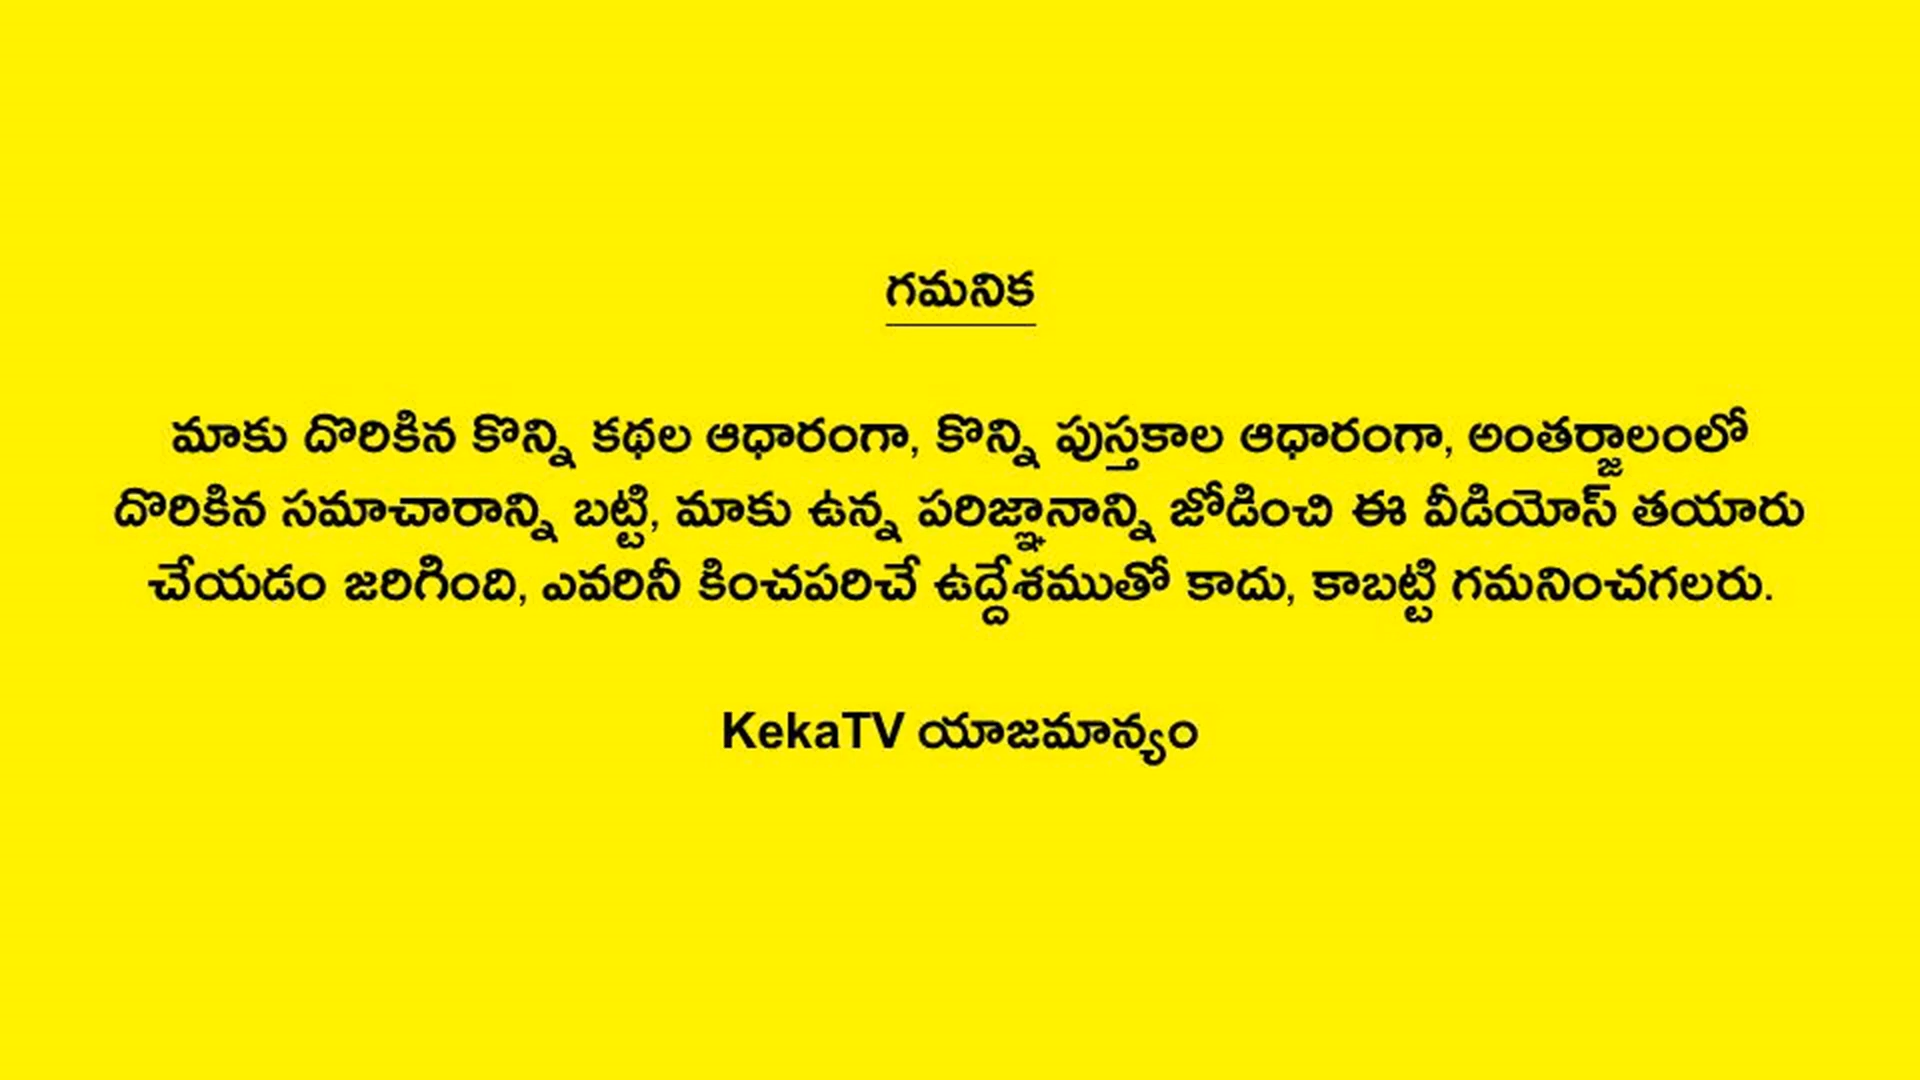 గమనిక
మాకు దొరికిన కొన్ని కథల ఆధారంగా, కొన్ని పుస్తకాల ఆధారంగా, అంతర్జాలంలో
దొరికిన సమాచారాన్ని బట్టి, మాకు ఉన్న పరిజ్ఞానాన్ని జోడించి ఈ వీడియోస్ తయారు
చేయడం జరిగింది, ఎవరినీ కించపరిచే ఉద్దేశముతో కాదు, కాబట్టి గమనించగలరు.
KekaTV యాజమాన్యం